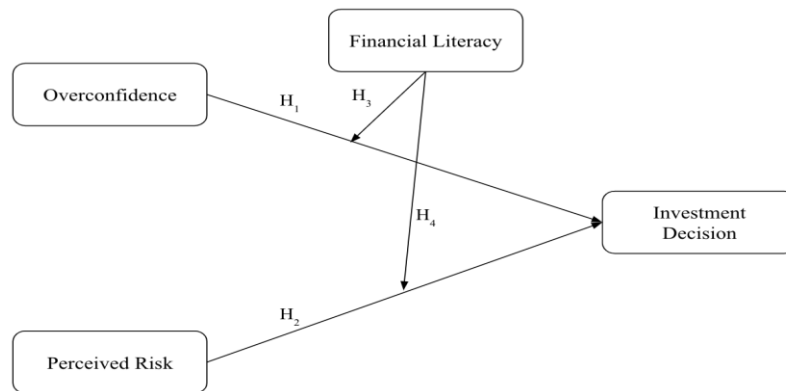 Financial Literacy
Overconfidence
H₁
H₃
H₄
Investment
Decision
H₂
Perceived Risk